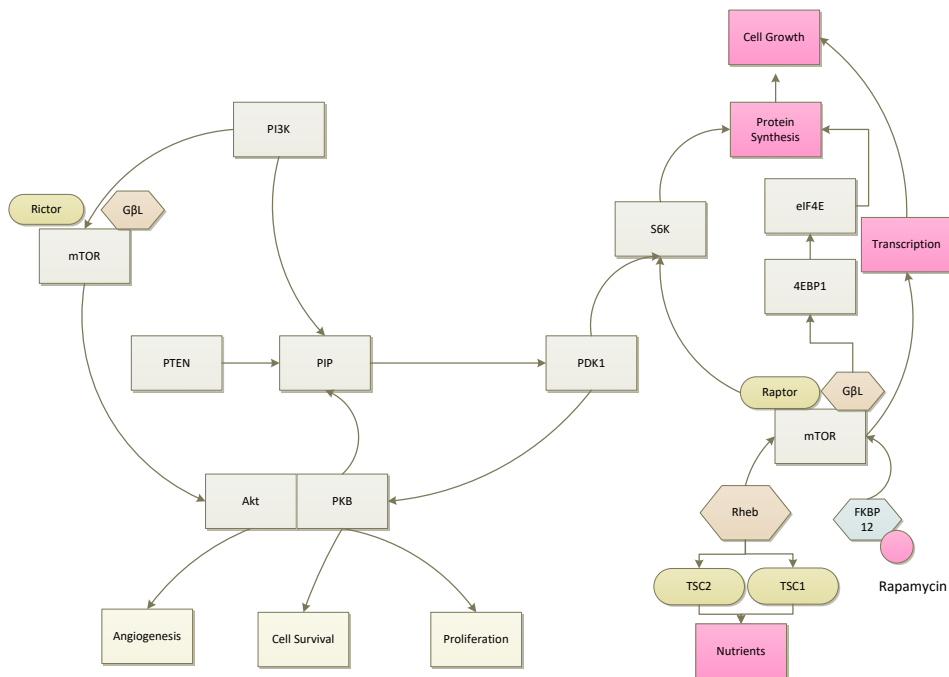 Cell Growth
PI3K
Protein
Synthesis
Rictor
GβL
eIF4E
S6K
mTOR
Transcription
4EBP1
PTEN
PIP
PDK1
Raptor
GβL
mTOR
Akt
PKB
Rheb
FKBP
12
TSC2
TSC1
Rapamycin
Angiogenesis
Cell Survival
Proliferation
Nutrients